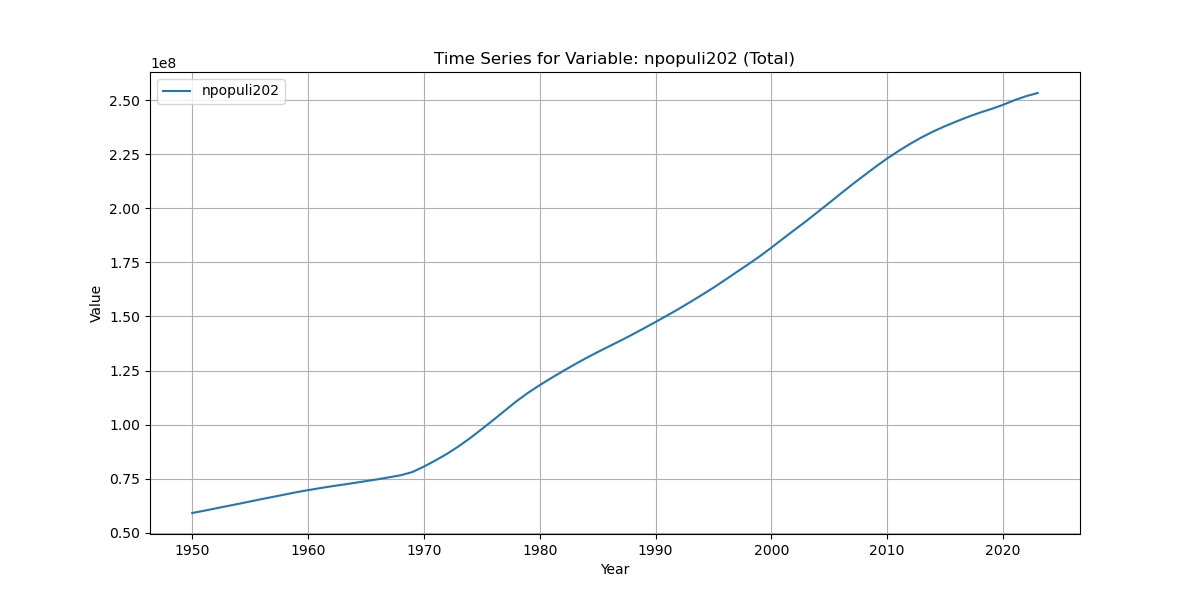 Time Series for Variable: npopuli202 (Total)
1e8
npopuli202
2.50
2.25
2.00
1.75
1.50
1.25
1.00
0.75
0.50
Value
1950 1960 1970 1980 1990 2000 2010 2020
Year